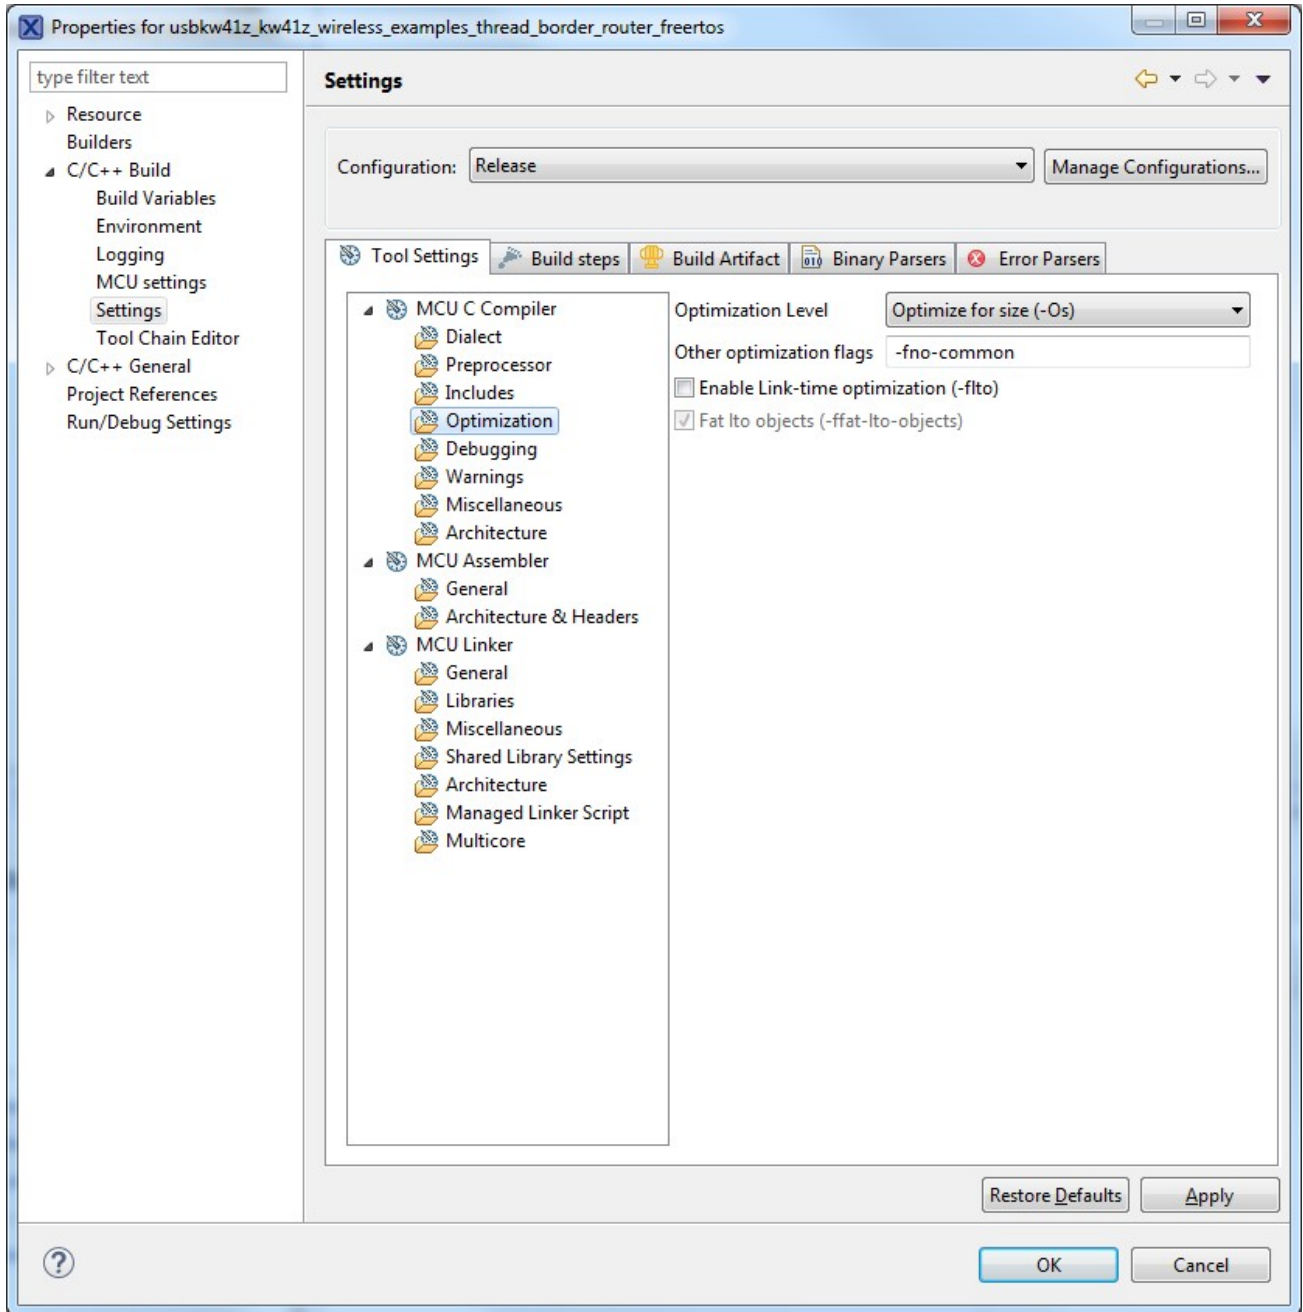 Properties for usbkw41z_kw41z_wireless_examples_thread_border_router_freertos
type filter text
Resource
Builders
C/C++ Build
Build Variables
Environment
Logging
MCU settings
Settings
Tool Chain Editor
C/C++ General
Project References
Run/Debug Settings
Settings
Configuration: Release Manage Configurations...
Tool Settings Build steps Build Artifact Binary Parsers Error Parsers
MCU C Compiler
Dialect
Preprocessor
Includes
Optimization
Debugging
Warnings
Miscellaneous
Architecture
MCU Assembler
General
Architecture & Headers
MCU Linker
General
Libraries
Miscellaneous
Shared Library Settings
Architecture
Managed Linker Script
Multicore
Optimization Level Optimize for size (-Os)
Other optimization flags -fno-common
Enable Link-time optimization (-flto)
Fat lto objects (-ffat-lto-objects)
Restore Defaults Apply
OK Cancel